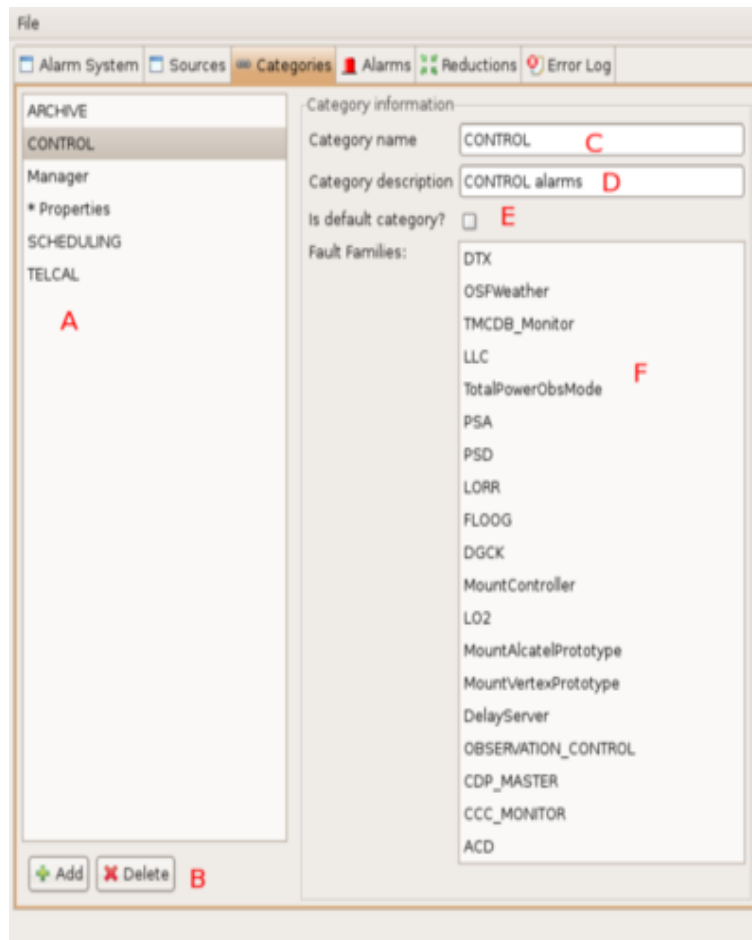 File
Alarm System Sources Categories Alarms Reductions Error Log
ARCHIVE
CONTROL
Manager
* Properties
SCHEDULING
TELCAL
A
Add Delete B
Category information
Category name CONTROL C
Category description CONTROL alarms D
Is default category? E
Fault Families:
DTX
OSFWeather
TMCDB_Monitor
LLC
F
TotalPowerObsMode
PSA
PSD
LORR
FLOOG
DGCK
MountController
LO2
MountAlcatelPrototype
MountVertexPrototype
DelayServer
OBSERVATION_CONTROL
CDP_MASTER
CCC_MONITOR
ACD